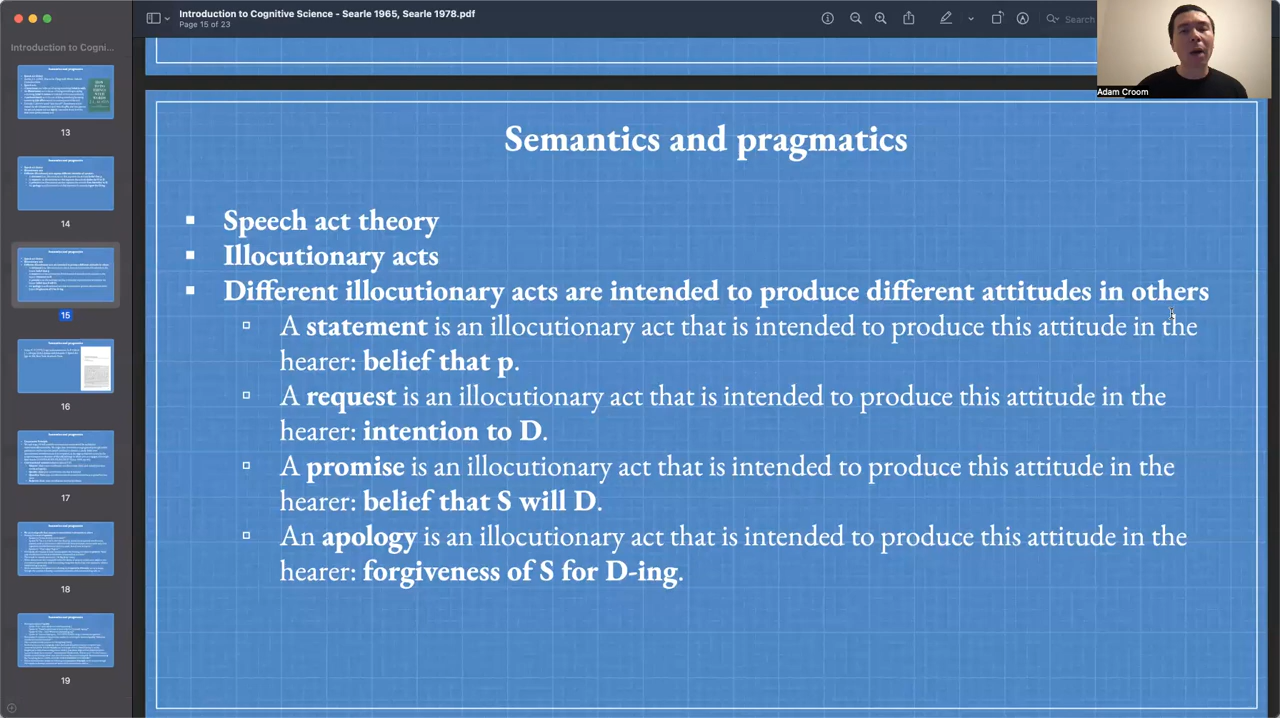 Introduction to Cognitive Science - Searle 1965, Searle 1978.pdf
Page 15 of 23
Search
Adam Croom
Introduction to Cogni...
13
14
15
16
17
18
19
Semantics and pragmatics
▪ Speech act theory
▪ Illocutionary acts
▪ Different illocutionary acts are intended to produce different attitudes in others
▫ A statement is an illocutionary act that is intended to produce this attitude in the
hearer: belief that p.
▫ A request is an illocutionary act that is intended to produce this attitude in the
hearer: intention to D.
▫ A promise is an illocutionary act that is intended to produce this attitude in the
hearer: belief that S will D.
▫ An apology is an illocutionary act that is intended to produce this attitude in the
hearer: forgiveness of S for D-ing.